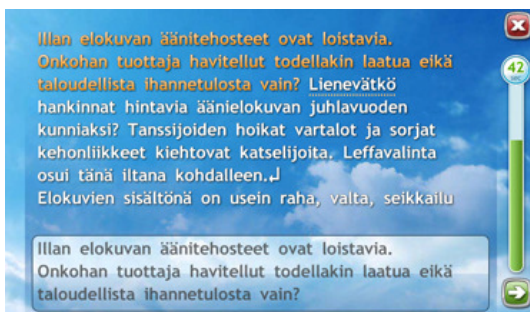 Illan elokuvan äänitehosteet ovat loistavia.
Onkohan tuottaja havitellut todellakin laatua eikä
taloudellista ihannetulosta vain? Lienevätkö
hankinnat hintavia äänielokuvan juhlavuoden
kunniaksi? Tanssijoiden hoikat vartalot ja sorjat
kehonliikkeet kiehtovat katselijoita. Leffavalinta
osui tänä iltana kohdalleen.↲
Elokuvien sisältönä on usein raha, valta, seikkailu
42
sec
Illan elokuvan äänitehosteet ovat loistavia.
Onkohan tuottaja havitellut todellakin laatua eikä
taloudellista ihannetulosta vain?